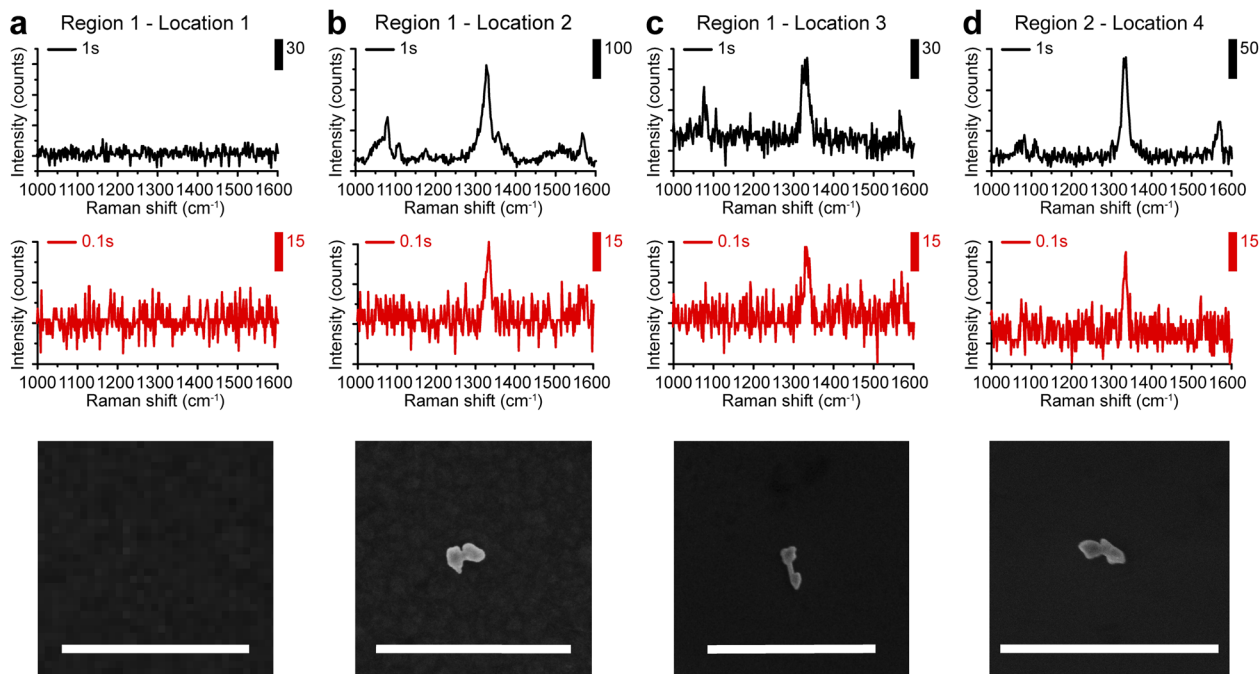 a Region 1 - Location 1
1s
30
Intensity (counts)
1000 1100 1200 1300 1400 1500 1600
Raman shift (cm⁻¹)
0.1s
15
Intensity (counts)
1000 1100 1200 1300 1400 1500 1600
Raman shift (cm⁻¹)
b Region 1 - Location 2
1s
100
Intensity (counts)
1000 1100 1200 1300 1400 1500 1600
Raman shift (cm⁻¹)
0.1s
15
Intensity (counts)
1000 1100 1200 1300 1400 1500 1600
Raman shift (cm⁻¹)
c Region 1 - Location 3
1s
30
Intensity (counts)
1000 1100 1200 1300 1400 1500 1600
Raman shift (cm⁻¹)
0.1s
15
Intensity (counts)
1000 1100 1200 1300 1400 1500 1600
Raman shift (cm⁻¹)
d Region 2 - Location 4
1s
50
Intensity (counts)
1000 1100 1200 1300 1400 1500 1600
Raman shift (cm⁻¹)
0.1s
15
Intensity (counts)
1000 1100 1200 1300 1400 1500 1600
Raman shift (cm⁻¹)